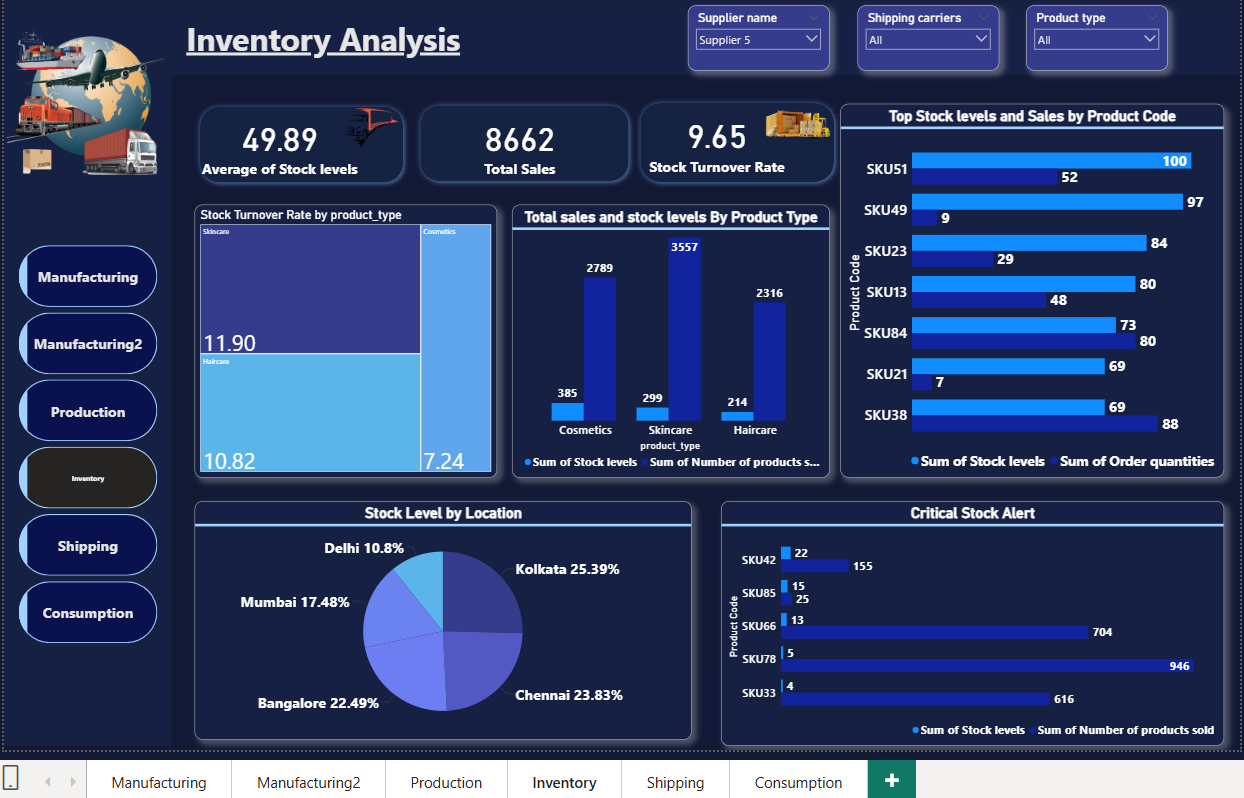 Inventory Analysis
Supplier name
Supplier 5
Shipping carriers
All
Product type
All
49.89
Average of Stock levels
8662
Total Sales
9.65
Stock Turnover Rate
Manufacturing
Manufacturing2
Production
Inventory
Shipping
Consumption
Stock Turnover Rate by product_type
Skincare
11.90
Haircare
10.82
Cosmetics
7.24
Total sales and stock levels By Product Type
385
2789
299
3557
214
2316
Cosmetics
Skincare
Haircare
product_type
Sum of Stock levels
Sum of Number of products s...
Top Stock levels and Sales by Product Code
Product Code
SKU51
100
52
SKU49
97
9
SKU23
84
29
SKU13
80
48
SKU84
73
80
SKU21
69
7
SKU38
69
88
Sum of Stock levels
Sum of Order quantities
Stock Level by Location
Delhi 10.8%
Kolkata 25.39%
Mumbai 17.48%
Chennai 23.83%
Bangalore 22.49%
Critical Stock Alert
Product Code
SKU42
22
155
SKU85
15
25
SKU66
13
704
SKU78
5
946
SKU33
4
616
Sum of Stock levels
Sum of Number of products sold
Manufacturing
Manufacturing2
Production
Inventory
Shipping
Consumption
+